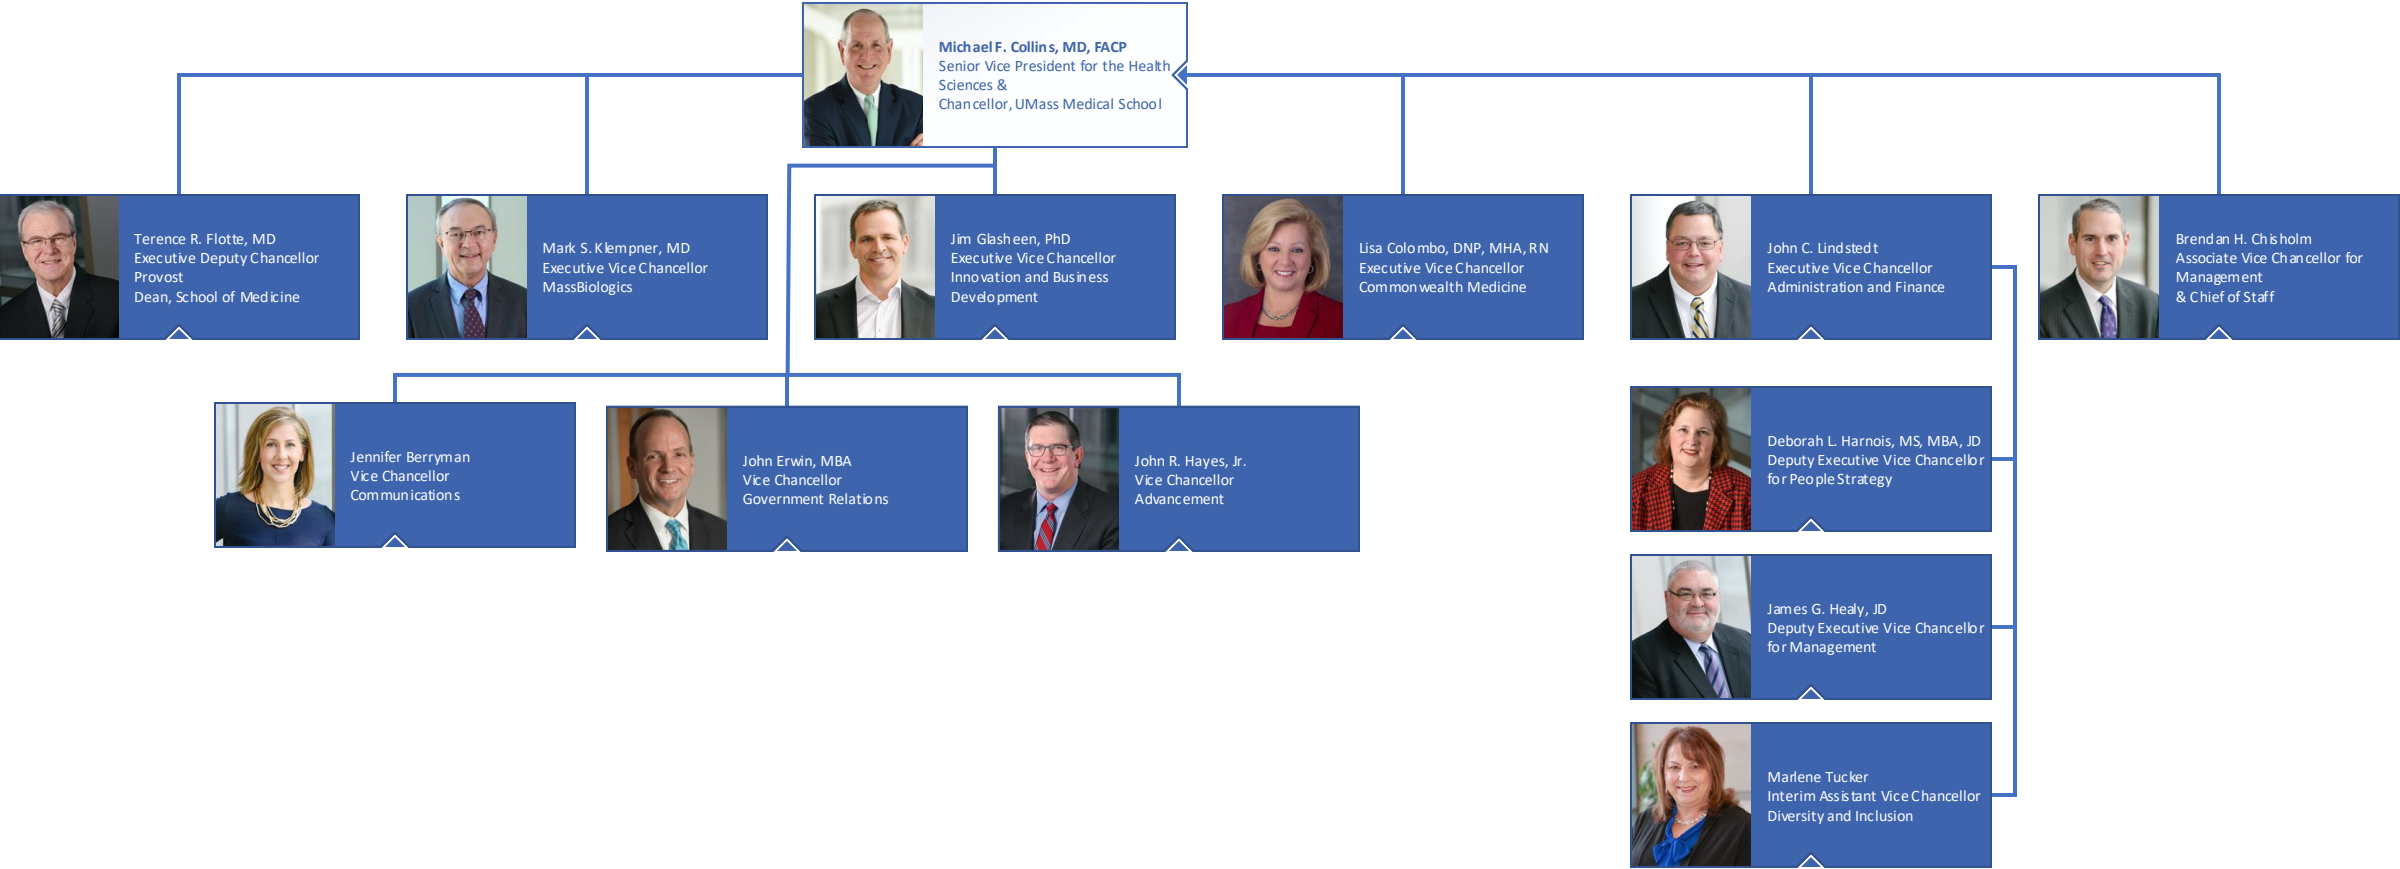 Michael F. Collins, MD, FACP
Senior Vice President for the Health
Sciences &
Chancellor, UMass Medical School
Terence R. Flotte, MD
Executive Deputy Chancellor
Provost
Dean, School of Medicine
Mark S. Klempner, MD
Executive Vice Chancellor
MassBiologics
Jim Glasheen, PhD
Executive Vice Chancellor
Innovation and Business
Development
Lisa Colombo, DNP, MHA, RN
Executive Vice Chancellor
Commonwealth Medicine
John C. Lindstedt
Executive Vice Chancellor
Administration and Finance
Brendan H. Chisholm
Associate Vice Chancellor for
Management
& Chief of Staff
Jennifer Berryman
Vice Chancellor
Communications
John Erwin, MBA
Vice Chancellor
Government Relations
John R. Hayes, Jr.
Vice Chancellor
Advancement
Deborah L. Harnois, MS, MBA, JD
Deputy Executive Vice Chancellor
for People Strategy
James G. Healy, JD
Deputy Executive Vice Chancellor
for Management
Marlene Tucker
Interim Assistant Vice Chancellor
Diversity and Inclusion